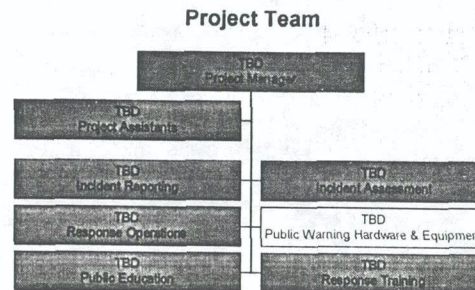 Project Team
TBD
Project Manager
TBD
Project Assistants
TBD
Incident Reporting
TBD
Incident Assessment
TBD
Response Operations
TBD
Public Warning Hardware & Equipment
TBD
Public Education
TBD
Response Training